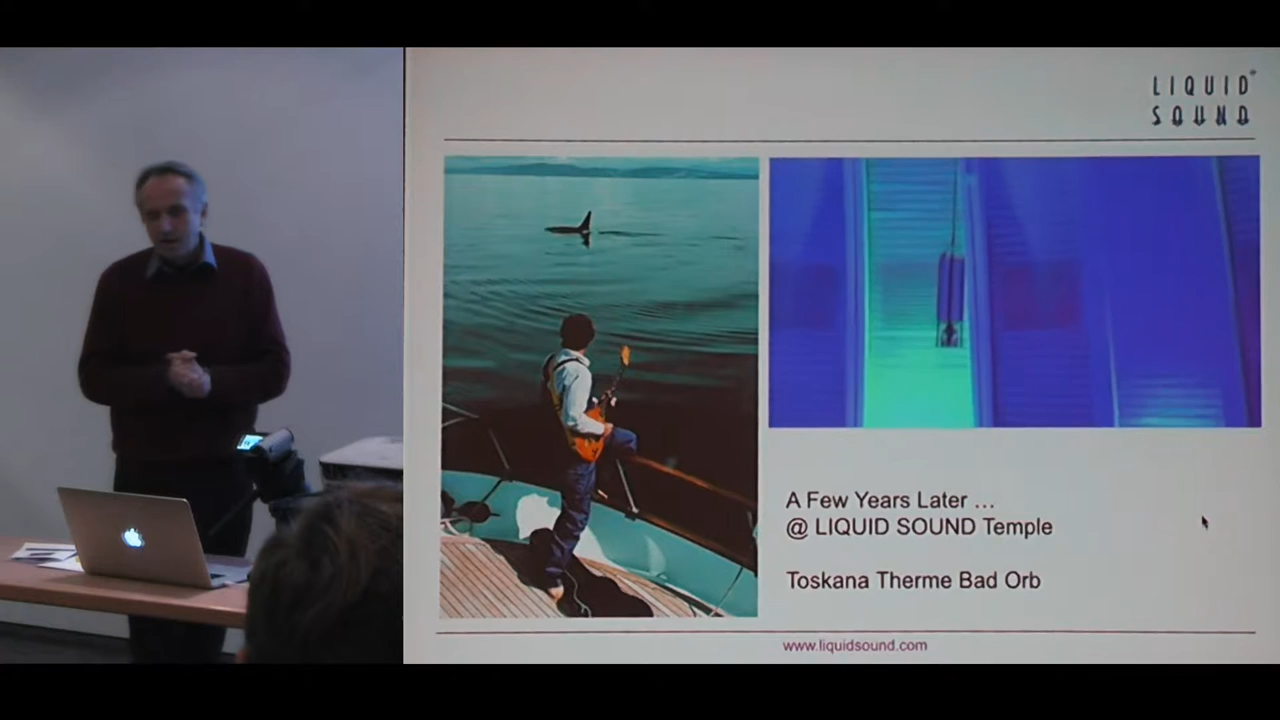 LIQUID
SOUND
A Few Years Later ...
@ LIQUID SOUND Temple
Toskana Therme Bad Orb
www.liquidsound.com